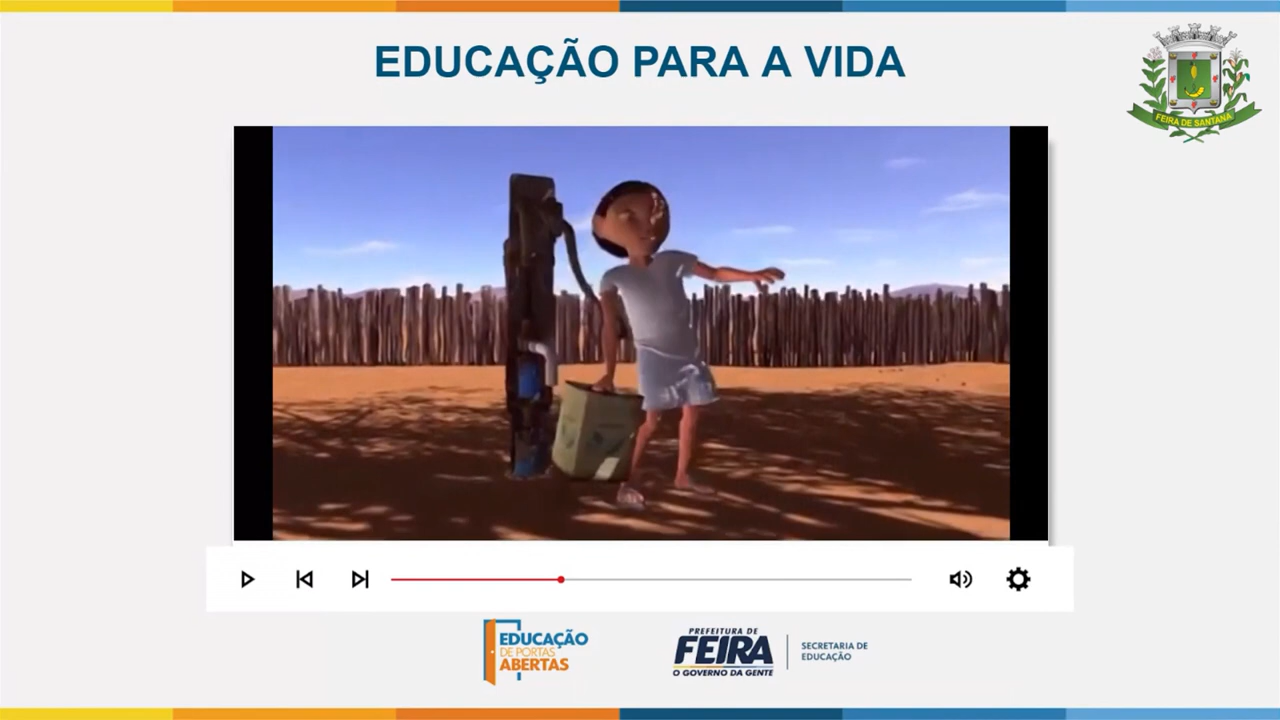 EDUCAÇÃO PARA A VIDA
FEIRA DE SANTANA
EDUCAÇÃO
DE PORTAS
ABERTAS
PREFEITURA DE
FEIRA
O GOVERNO DA GENTE
SECRETARIA DE
EDUCAÇÃO